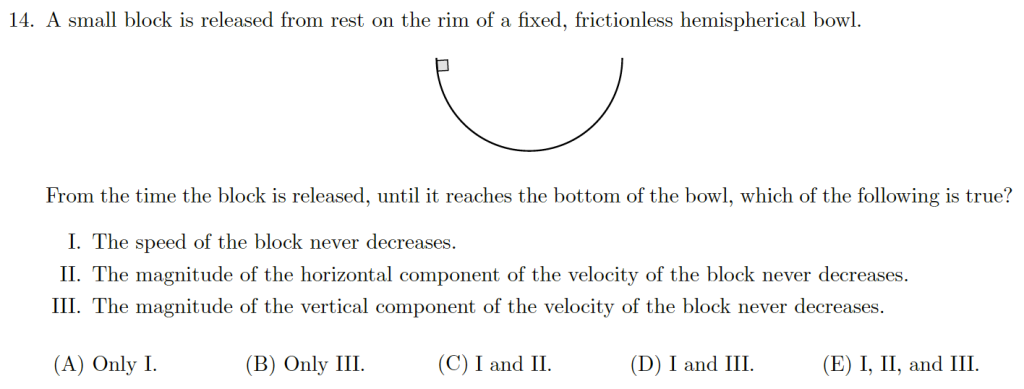 14. A small block is released from rest on the rim of a fixed, frictionless hemispherical bowl.
From the time the block is released, until it reaches the bottom of the bowl, which of the following is true?
I. The speed of the block never decreases.
II. The magnitude of the horizontal component of the velocity of the block never decreases.
III. The magnitude of the vertical component of the velocity of the block never decreases.
(A) Only I. (B) Only III. (C) I and II. (D) I and III. (E) I, II, and III.